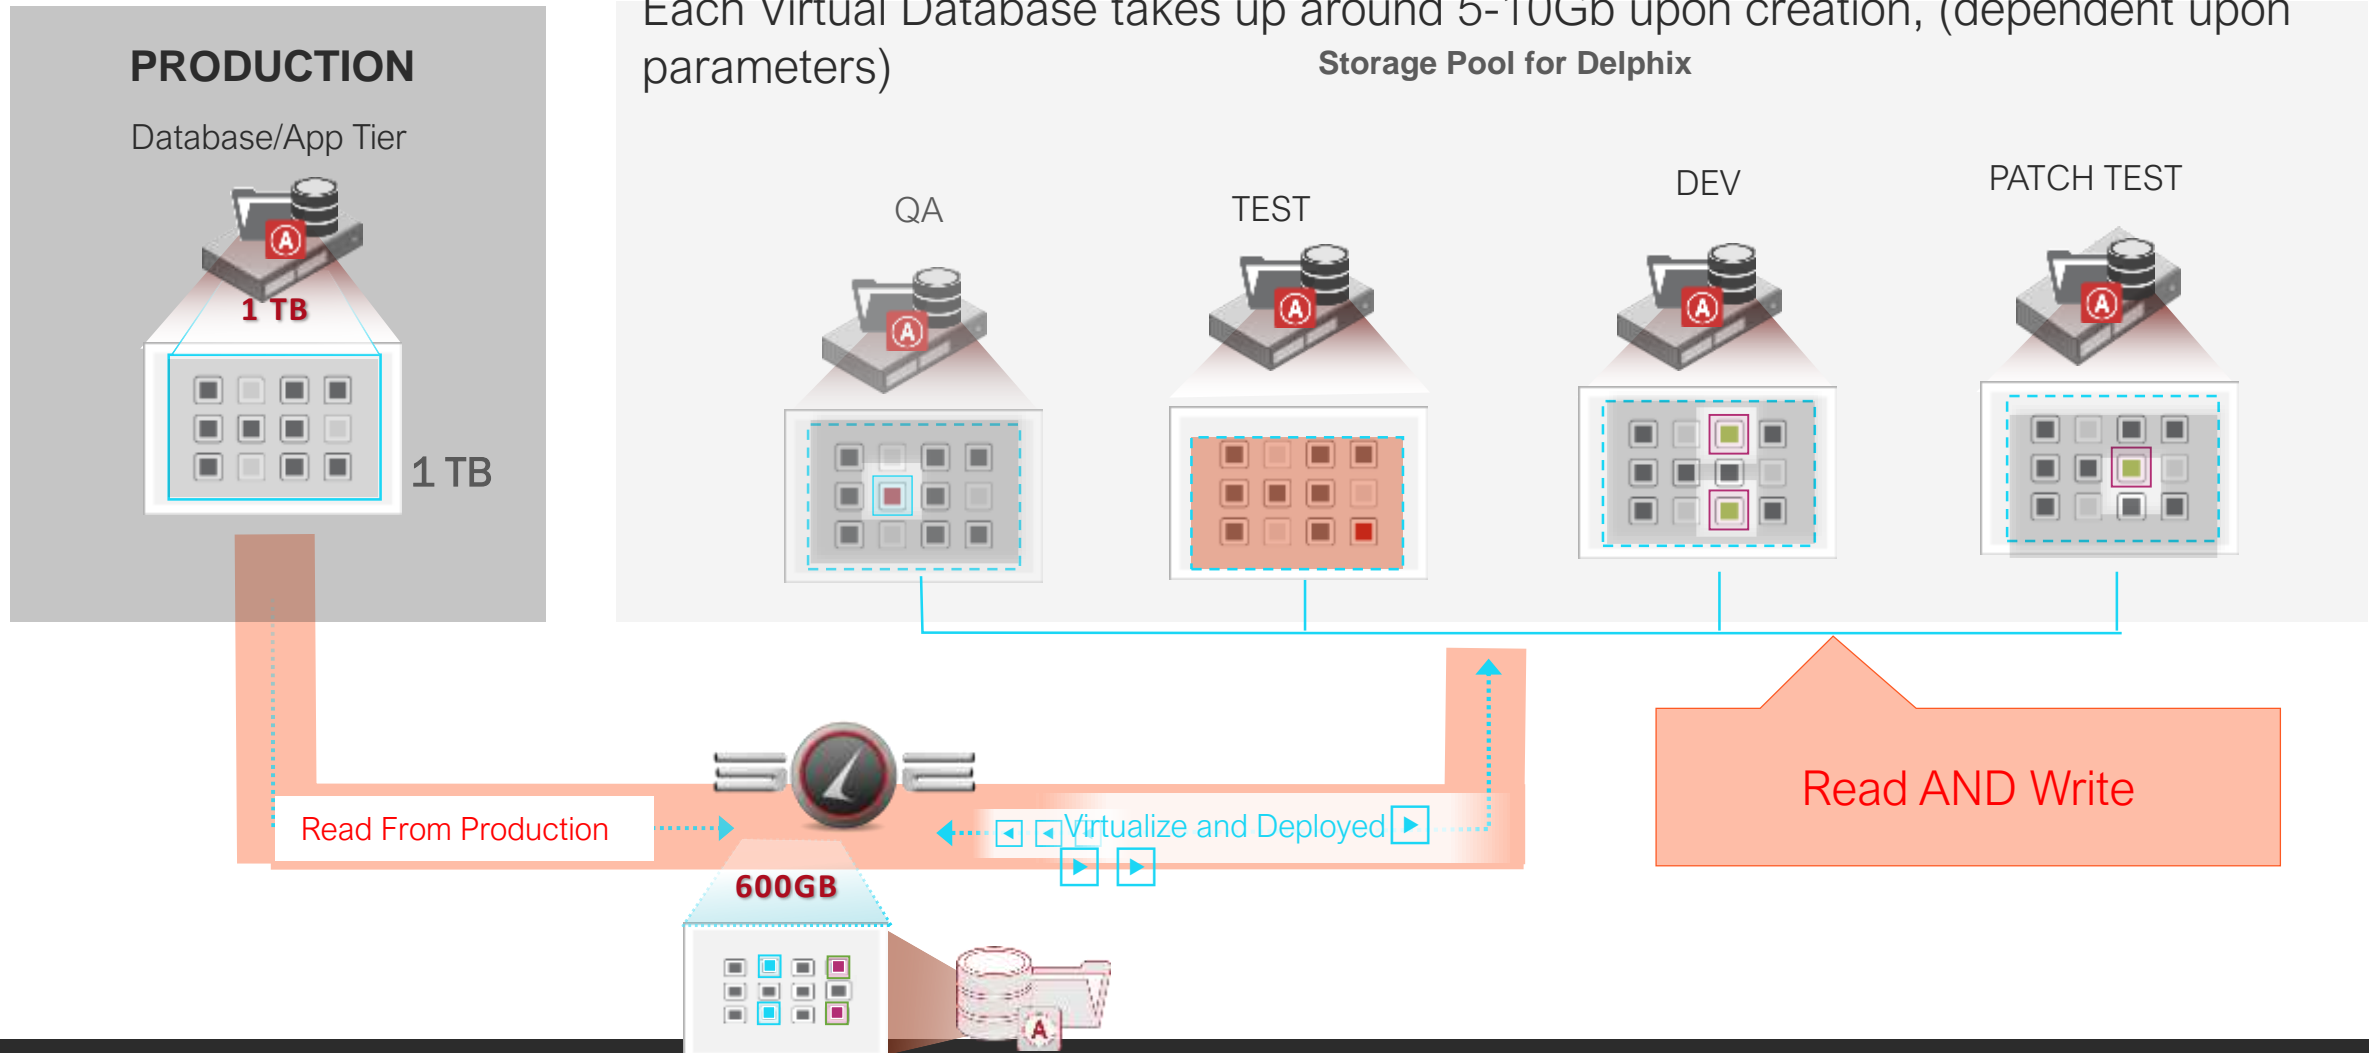 Each Virtual Database takes up around 5-10Gb upon creation, (dependent upon
parameters)
Storage Pool for Delphix
PRODUCTION
Database/App Tier
A
1 TB
1 TB
QA
A
TEST
A
DEV
A
PATCH TEST
A
Read From Production
Virtualize and Deployed
Read AND Write
600GB
A